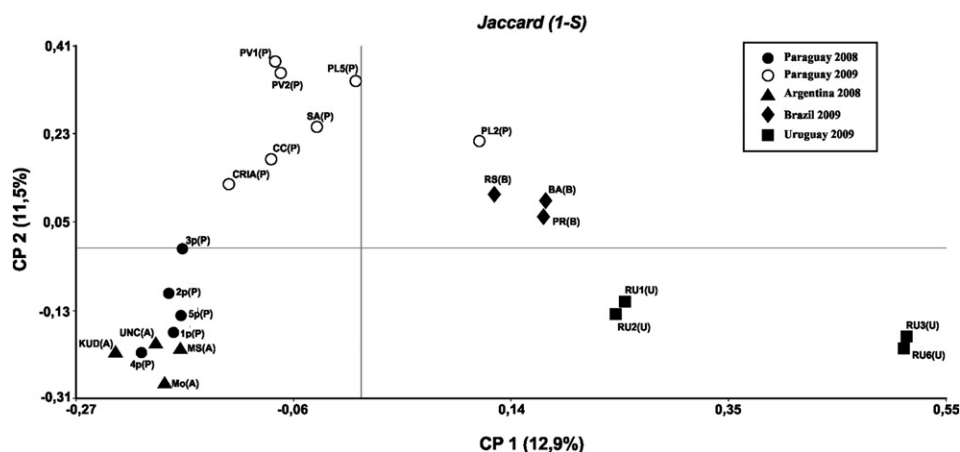 Jaccard (1-S)
0,41
PV1(P)
PV2(P)
PL5(P)
Paraguay 2008
Paraguay 2009
Argentina 2008
Brazil 2009
Uruguay 2009
0,23
SA(P)
PL2(P)
CC(P)
CRIA(P)
RS(B)
BA(B)
PR(B)
0,05
CP 2 (11,5%)
3p(P)
2p(P)
RU1(U)
-0,13
5p(P)
RU2(U)
UNC(A)
1p(P)
RU3(U)
KUD(A)
MS(A)
4p(P)
RU6(U)
Mo(A)
-0,31
-0,27
-0,06
0,14
0,35
0,55
CP 1 (12,9%)